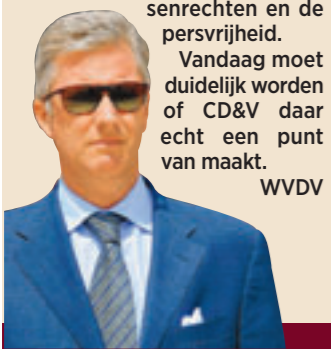 senrechten en de
persvrijheid.
Vandaag moet
duidelijk worden
of CD&V daar
echt een punt
van maakt.
WVDV